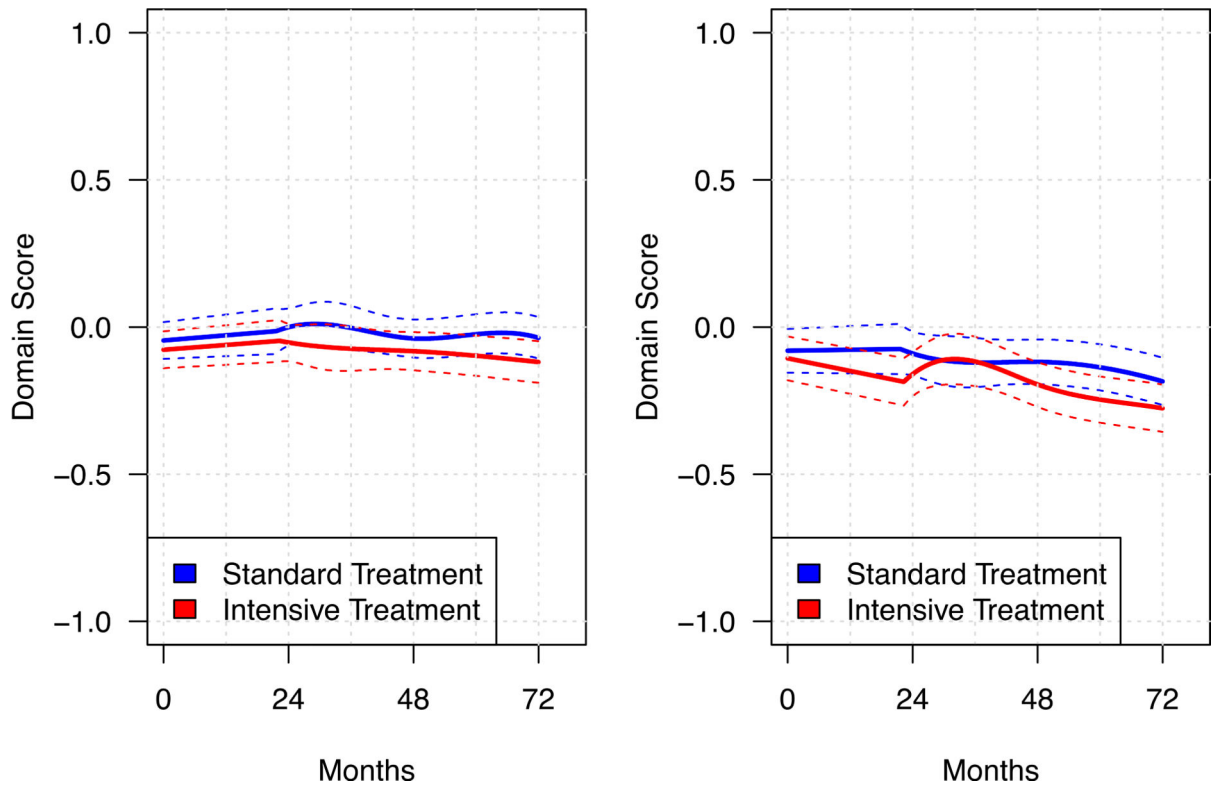 1.0
0.5
0.0
−0.5
−1.0
Domain Score
Standard Treatment
Intensive Treatment
0 24 48 72
Months
1.0
0.5
0.0
−0.5
−1.0
Domain Score
Standard Treatment
Intensive Treatment
0 24 48 72
Months